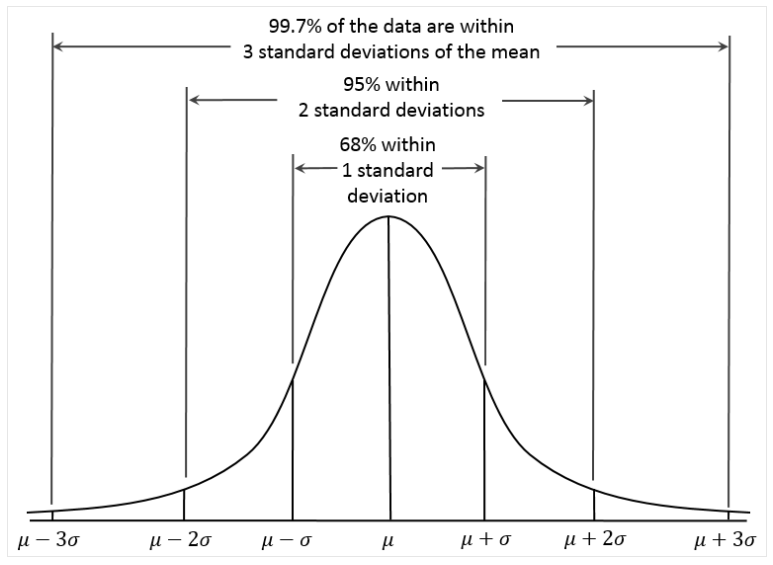 99.7% of the data are within
3 standard deviations of the mean
95% within
2 standard deviations
68% within
1 standard
deviation
μ − 3σ μ − 2σ μ − σ μ μ + σ μ + 2σ μ + 3σ